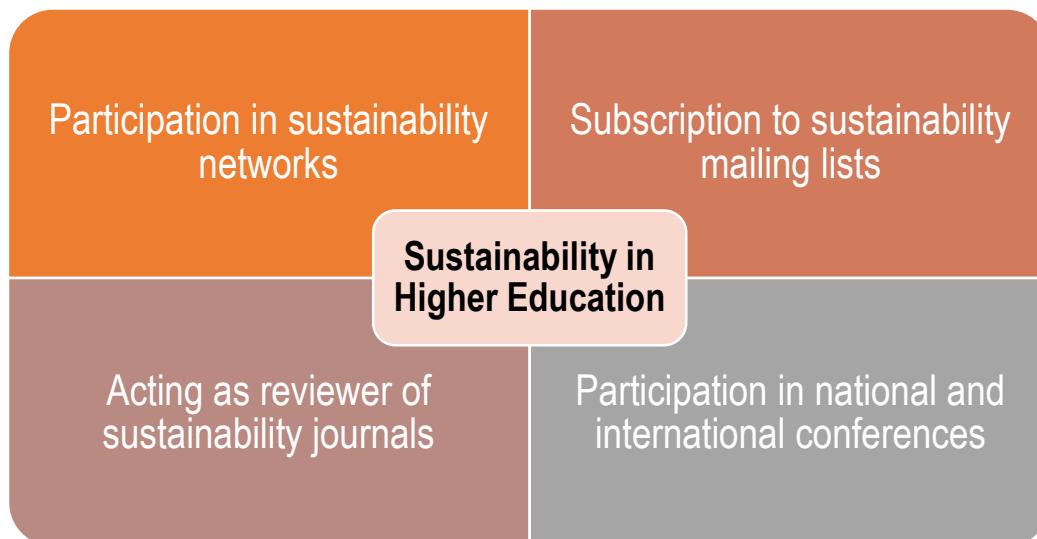 Participation in sustainability
networks
Subscription to sustainability
mailing lists
Sustainability in
Higher Education
Acting as reviewer of
sustainability journals
Participation in national and
international conferences